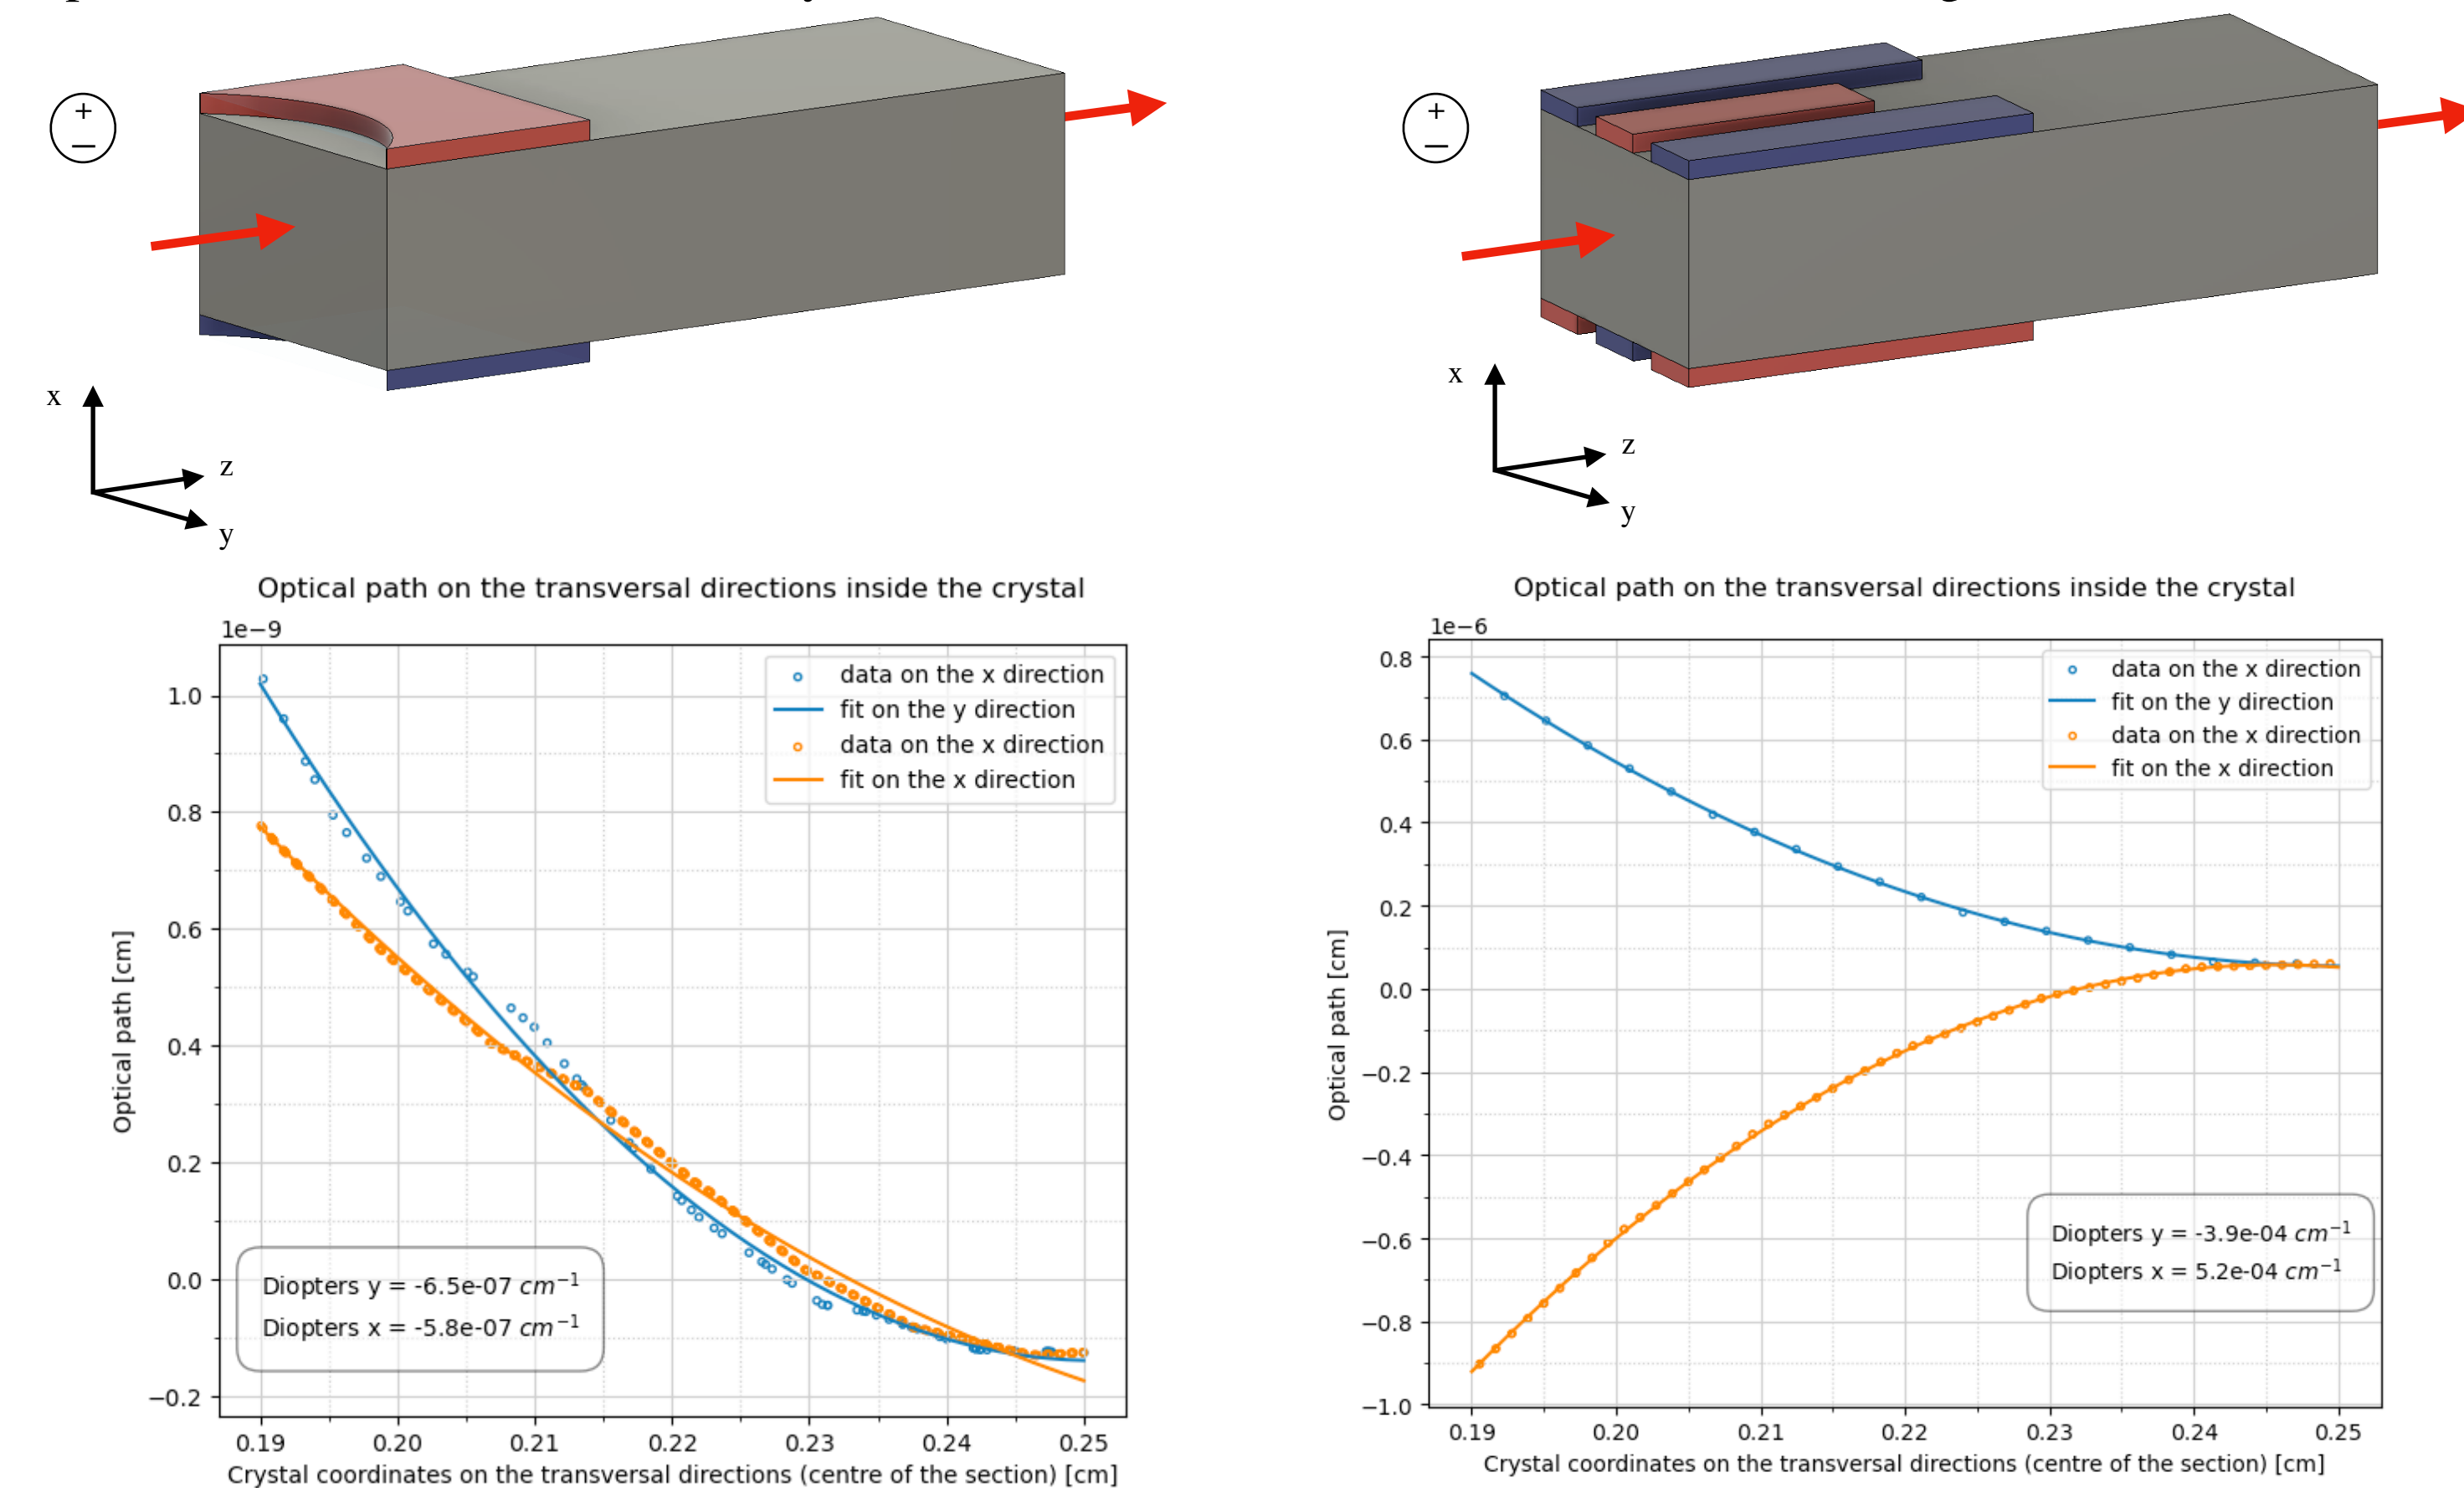 +
−
x
z
y
+
−
x
z
y
Optical path on the transversal directions inside the crystal
1e−9
data on the x direction
fit on the y direction
data on the x direction
fit on the x direction
1.0
0.8
0.6
0.4
0.2
0.0
−0.2
Optical path [cm]
Diopters y = -6.5e-07 cm⁻¹
Diopters x = -5.8e-07 cm⁻¹
0.19 0.20 0.21 0.22 0.23 0.24 0.25
Crystal coordinates on the transversal directions (centre of the section) [cm]
Optical path on the transversal directions inside the crystal
1e−6
data on the x direction
fit on the y direction
data on the x direction
fit on the x direction
0.8
0.6
0.4
0.2
0.0
−0.2
−0.4
−0.6
−0.8
−1.0
Optical path [cm]
Diopters y = -3.9e-04 cm⁻¹
Diopters x = 5.2e-04 cm⁻¹
0.19 0.20 0.21 0.22 0.23 0.24 0.25
Crystal coordinates on the transversal directions (centre of the section) [cm]